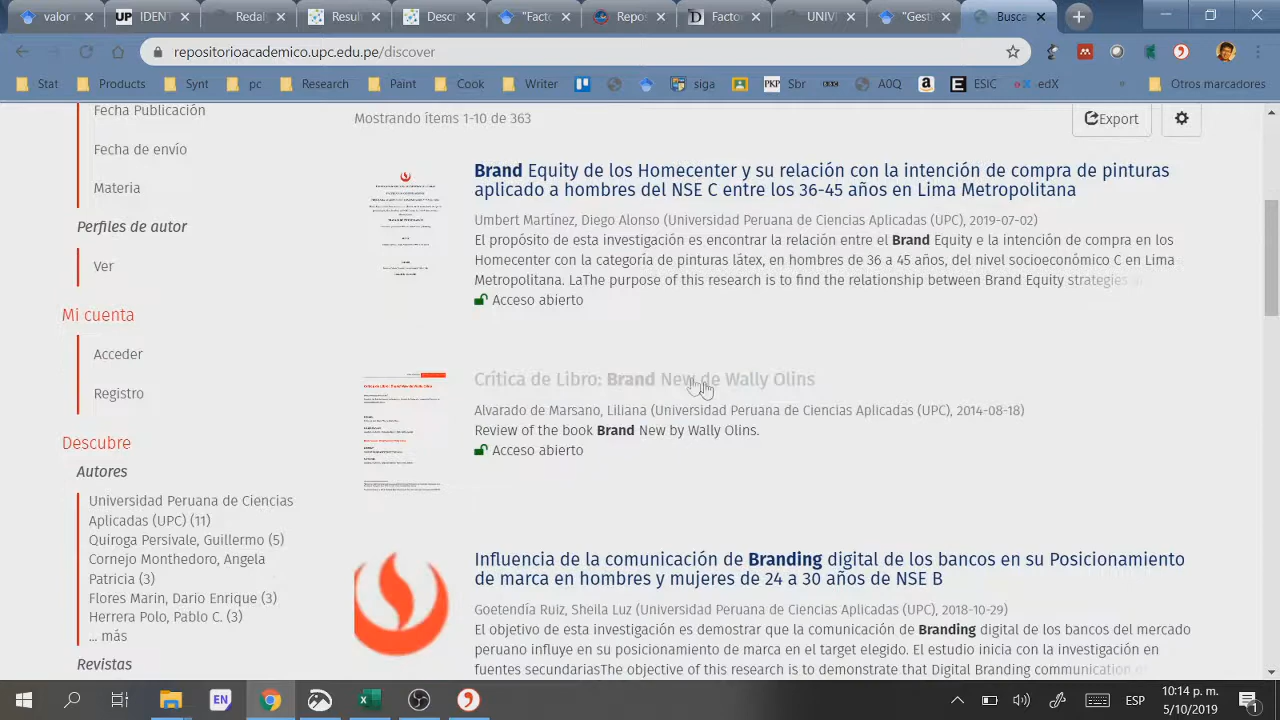 valor
UP IDENT
Redal
Resul
Descr
"Fact
Repos
D Facto
UNIV
"Gest
Busca
repositorioacademico.upc.edu.pe/discover
Stat
Products
Synt
pc
Research
Paint
Cook
Writer
siga
PKP Sbr
A0Q
a
E ESIC
edX
»
Otros marcadores
Fecha Publicación
Fecha de envío
Materia
Perfiles de autor
Ver
Mi cuenta
Acceder
Registro
Descubre
Autor
Universidad Peruana de Ciencias
Aplicadas (UPC) (11)
Quiroga Persivale, Guillermo (5)
Cornejo Monthedoro, Angela
Patricia (3)
Flores Marin, Dario Enrique (3)
Herrera Polo, Pablo C. (3)
... más
Revistas
Mostrando ítems 1-10 de 363
Export
Brand Equity de los Homecenter y su relación con la intención de compra de pinturas
aplicado a hombres del NSE C entre los 36-45 años en Lima Metropolitana
Umbert Martin, Diego Alonso (Universidad Peruana de Ciencias Aplicadas (UPC), 2019-07-02)
El propósito de esta investigación es encontrar la relación entre el Brand Equity e la intención de compra en los
Homecenter con la categoría de pinturas látex, en hombres de 36 a 45 años, del nivel socioeconómico C en Lima
Metropolitana. LaThe purpose of this research is to find the relationship between Brand Equity strategies
Acceso abierto
Crítica de Libro: Brand New de Wally Olins
Alvarado de Marsano, Liliana (Universidad Peruana de Ciencias Aplicadas (UPC), 2014-08-18)
Review of the book Brand New by Wally Olins.
Acceso abierto
Influencia de la comunicación de Branding digital de los bancos en su Posicionamiento
de marca en hombres y mujeres de 24 a 30 años de NSE B
Goetendía Ruiz, Sheila Luz (Universidad Peruana de Ciencias Aplicadas (UPC), 2018-10-29)
El objetivo de esta investigación es demostrar que la comunicación de Branding digital de los bancos del mercado
peruano influye en su posicionamiento de marca en el target elegido. El estudio inicia con la investigación en
fuentes secundariasThe objective of this research is to demonstrate that Digital Branding communication
EN
ESP
10:14 p. m.
5/10/2019
1